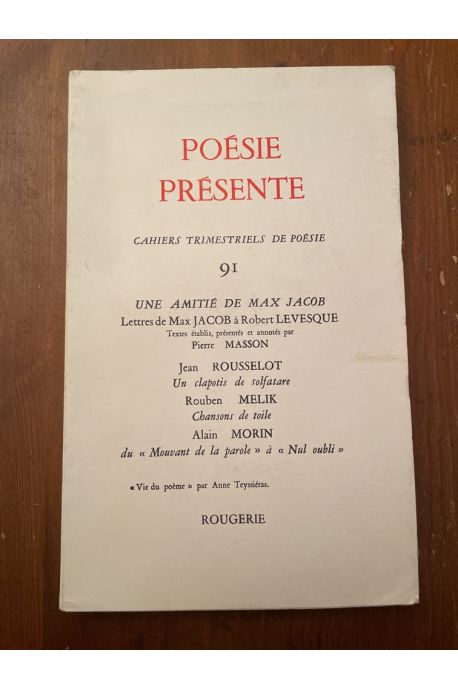 POÉSIE
PRÉSENTE
CAHIERS TRIMESTRIELS DE POÉSIE
91
UNE AMITIÉ DE MAX JACOB
Lettres de Max JACOB à Robert LEVESQUE
Textes établis, présentés et annotés par
Pierre MASSON
Jean ROUSSELOT
Un clapotis de solfatare
Rouben MELIK
Chansons de toile
Alain MORIN
du « Mouvant de la parole » à « Nul oubli »
« Vie du poème » par Anne Teyssiéras.
ROUGERIE